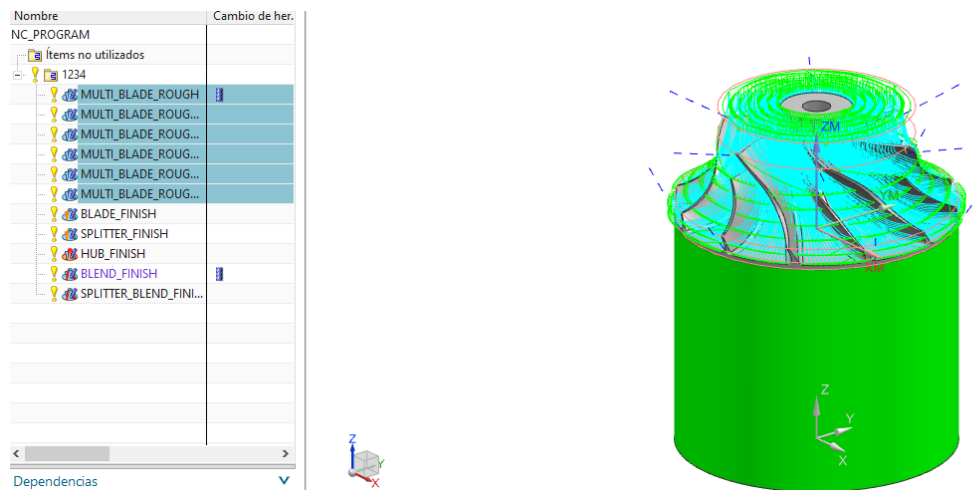 Nombre Cambio de her.
NC_PROGRAM
Ítems no utilizados
1234
MULTI_BLADE_ROUGH
MULTI_BLADE_ROUG...
MULTI_BLADE_ROUG...
MULTI_BLADE_ROUG...
MULTI_BLADE_ROUG...
MULTI_BLADE_ROUG...
BLADE_FINISH
SPLITTER_FINISH
HUB_FINISH
BLEND_FINISH
SPLITTER_BLEND_FINI...
Dependencias
Z
Y
X
ZM
YM
Z
Y
X